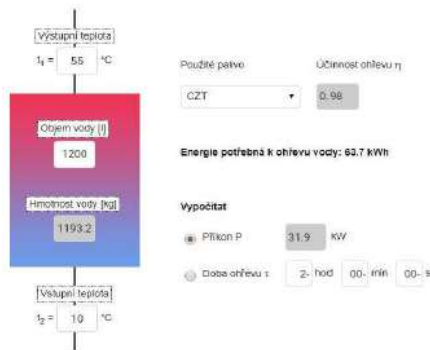 Výstupní teplota
t₁ = 55 °C
Objem vody [l]
1200
Hmotnost vody [kg]
1193.2
Vstupní teplota
t₂ = 10 °C
Použité palivo
Účinnost ohřevu η
CZT
0.98
Energie potřebná k ohřevu vody: 63.7 kWh
Vypočítat
Příkon P 31.9 kW
Doba ohřevu τ 2- hod 00- min 00- s